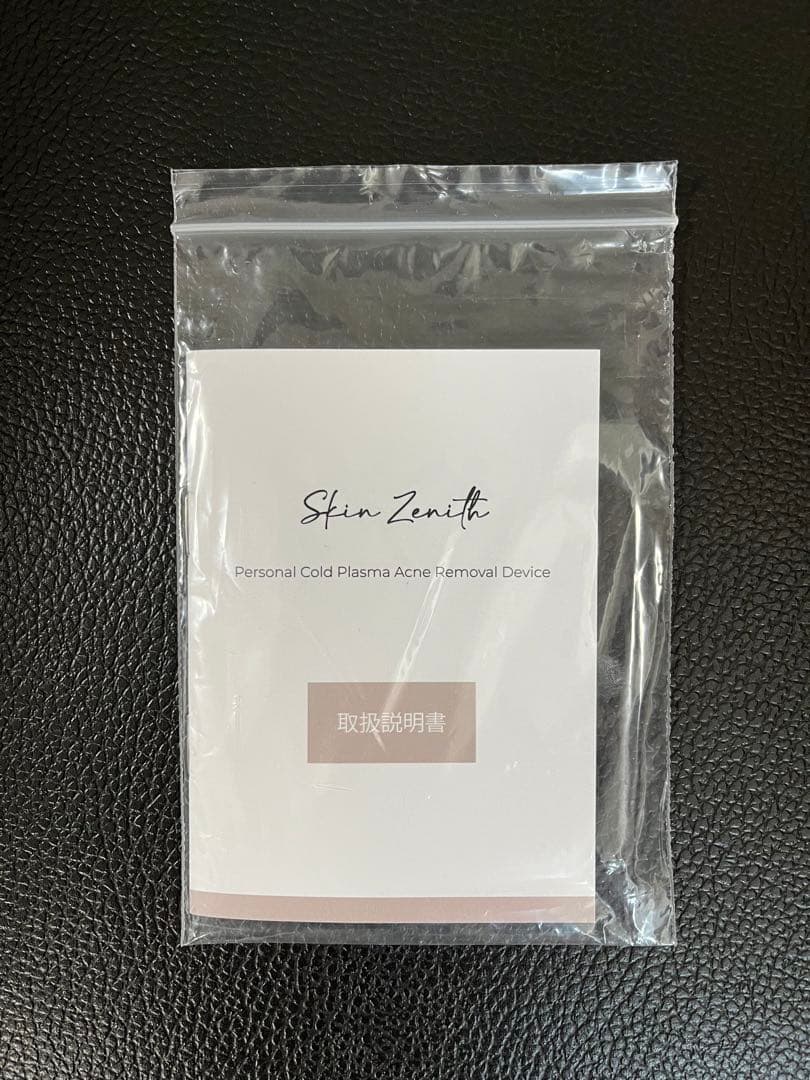 Skin Zenith
Personal Cold Plasma Acne Removal Device
取扱説明書